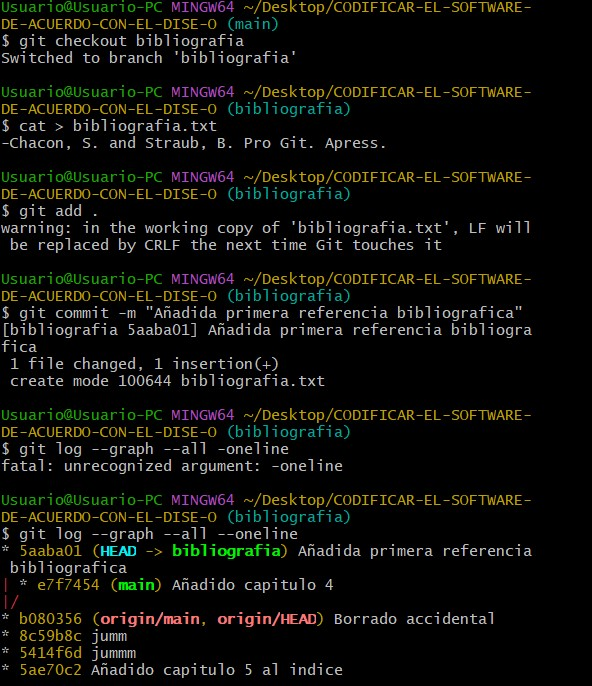 Usuario@Usuario-PC MINGW64 ~/Desktop/CODIFICAR-EL-SOFTWARE-
DE-ACUERDO-CON-EL-DISE-O (main)
$ git checkout bibliografia
Switched to branch 'bibliografia'
Usuario@Usuario-PC MINGW64 ~/Desktop/CODIFICAR-EL-SOFTWARE-
DE-ACUERDO-CON-EL-DISE-O (bibliografia)
$ cat > bibliografia.txt
-Chacon, S. and Straub, B. Pro Git. Apress.
Usuario@Usuario-PC MINGW64 ~/Desktop/CODIFICAR-EL-SOFTWARE-
DE-ACUERDO-CON-EL-DISE-O (bibliografia)
$ git add .
warning: in the working copy of 'bibliografia.txt', LF will
 be replaced by CRLF the next time Git touches it
Usuario@Usuario-PC MINGW64 ~/Desktop/CODIFICAR-EL-SOFTWARE-
DE-ACUERDO-CON-EL-DISE-O (bibliografia)
$ git commit -m "Añadida primera referencia bibliografica"
[bibliografia 5aaba01] Añadida primera referencia bibliogra
fica
 1 file changed, 1 insertion(+)
 create mode 100644 bibliografia.txt
Usuario@Usuario-PC MINGW64 ~/Desktop/CODIFICAR-EL-SOFTWARE-
DE-ACUERDO-CON-EL-DISE-O (bibliografia)
$ git log --graph --all -oneline
fatal: unrecognized argument: -oneline
Usuario@Usuario-PC MINGW64 ~/Desktop/CODIFICAR-EL-SOFTWARE-
DE-ACUERDO-CON-EL-DISE-O (bibliografia)
$ git log --graph --all --oneline
* 5aaba01 (HEAD -> bibliografia) Añadida primera referencia
 bibliografica
| * e7f7454 (main) Añadido capitulo 4
|/
* b080356 (origin/main, origin/HEAD) Borrado accidental
* 8c59b8c jumm
* 5414f6d jummm
* 5ae70c2 Añadido capitulo 5 al indice